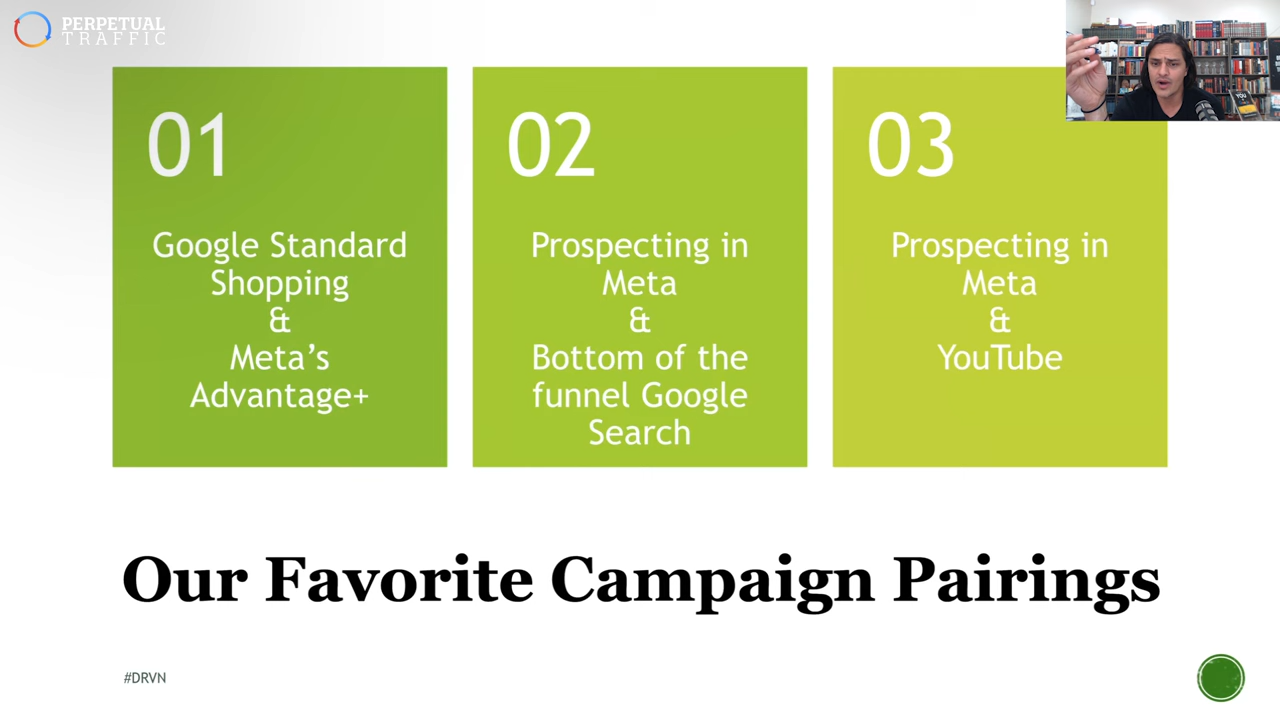 PERPETUAL
TRAFFIC
01
Google Standard
Shopping
&
Meta’s
Advantage+
02
Prospecting in
Meta
&
Bottom of the
funnel Google
Search
03
Prospecting in
Meta
&
YouTube
YOU
Our Favorite Campaign Pairings
#DRVN